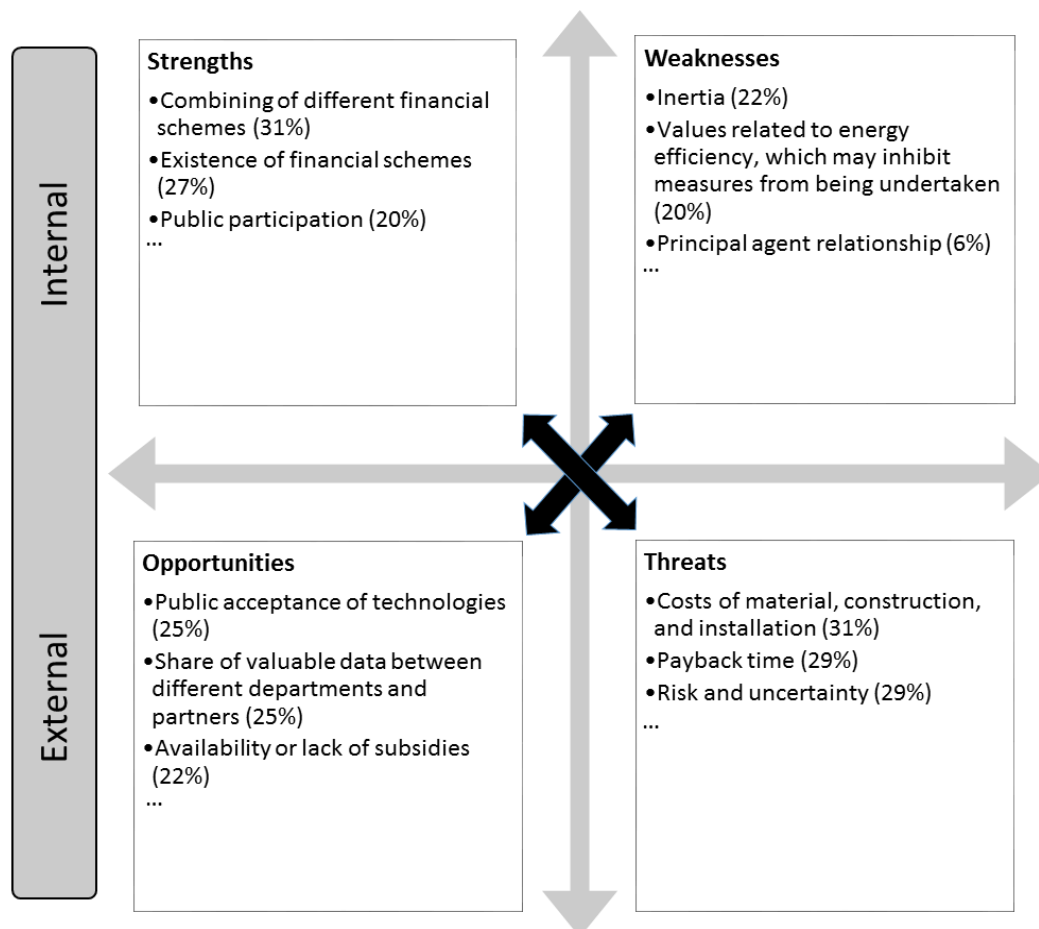 Internal
Strengths
•Combining of different financial
schemes (31%)
•Existence of financial schemes
(27%)
•Public participation (20%)
...
Weaknesses
•Inertia (22%)
•Values related to energy
efficiency, which may inhibit
measures from being undertaken
(20%)
•Principal agent relationship (6%)
...
External
Opportunities
•Public acceptance of technologies
(25%)
•Share of valuable data between
different departments and
partners (25%)
•Availability or lack of subsidies
(22%)
...
Threats
•Costs of material, construction,
and installation (31%)
•Payback time (29%)
•Risk and uncertainty (29%)
...